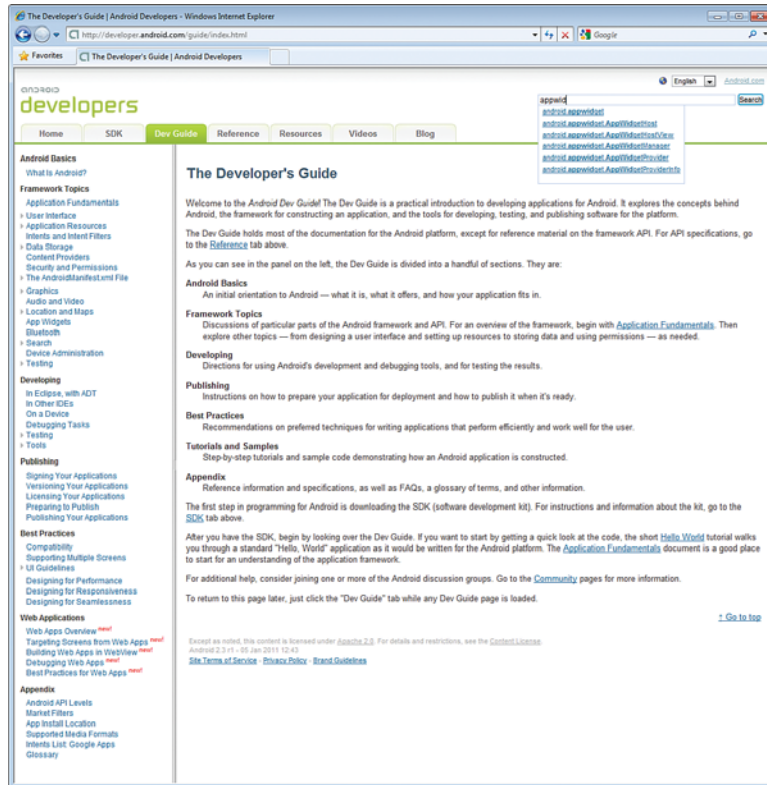 The Developer's Guide | Android Developers - Windows Internet Explorer
http://developer.android.com/guide/index.html
Google
Favorites
The Developer's Guide | Android Developers
English
Android.com
android
developers
appwid
Search
android.appwidget
android.appwidget.AppWidgetHost
android.appwidget.AppWidgetHostView
android.appwidget.AppWidgetManager
android.appwidget.AppWidgetProvider
android.appwidget.AppWidgetProviderInfo
Home
SDK
Dev Guide
Reference
Resources
Videos
Blog
Android Basics
What Is Android?
Framework Topics
Application Fundamentals
User Interface
Application Resources
Intents and Intent Filters
Data Storage
Content Providers
Security and Permissions
The AndroidManifest.xml File
Graphics
Audio and Video
Location and Maps
App Widgets
Bluetooth
Search
Device Administration
Testing
Developing
In Eclipse, with ADT
In Other IDEs
On a Device
Debugging Tasks
Testing
Tools
Publishing
Signing Your Applications
Versioning Your Applications
Licensing Your Applications
Preparing to Publish
Publishing Your Applications
Best Practices
Compatibility
Supporting Multiple Screens
UI Guidelines
Designing for Performance
Designing for Responsiveness
Designing for Seamlessness
Web Applications
Web Apps Overview new!
Targeting Screens from Web Apps new!
Building Web Apps in WebView new!
Debugging Web Apps new!
Best Practices for Web Apps new!
Appendix
Android API Levels
Market Filters
App Install Location
Supported Media Formats
Intents List: Google Apps
Glossary
The Developer's Guide
Welcome to the Android Dev Guide! The Dev Guide is a practical introduction to developing applications for Android. It explores the concepts behind
Android, the framework for constructing an application, and the tools for developing, testing, and publishing software for the platform.
The Dev Guide holds most of the documentation for the Android platform, except for reference material on the framework API. For API specifications, go
to the Reference tab above.
As you can see in the panel on the left, the Dev Guide is divided into a handful of sections. They are:
Android Basics
An initial orientation to Android — what it is, what it offers, and how your application fits in.
Framework Topics
Discussions of particular parts of the Android framework and API. For an overview of the framework, begin with Application Fundamentals. Then
explore other topics — from designing a user interface and setting up resources to storing data and using permissions — as needed.
Developing
Directions for using Android's development and debugging tools, and for testing the results.
Publishing
Instructions on how to prepare your application for deployment and how to publish it when it's ready.
Best Practices
Recommendations on preferred techniques for writing applications that perform efficiently and work well for the user.
Tutorials and Samples
Step-by-step tutorials and sample code demonstrating how an Android application is constructed.
Appendix
Reference information and specifications, as well as FAQs, a glossary of terms, and other information.
The first step in programming for Android is downloading the SDK (software development kit). For instructions and information about the kit, go to the
SDK tab above.
After you have the SDK, begin by looking over the Dev Guide. If you want to start by getting a quick look at the code, the short Hello World tutorial walks
you through a standard "Hello, World" application as it would be written for the Android platform. The Application Fundamentals document is a good place
to start for an understanding of the application framework.
For additional help, consider joining one or more of the Android discussion groups. Go to the Community pages for more information.
To return to this page later, just click the "Dev Guide" tab while any Dev Guide page is loaded.
↑ Go to top
Except as noted, this content is licensed under Apache 2.0. For details and restrictions, see the Content License.
Android 2.3 r1 - 05 Jan 2011 12:43
Site Terms of Service - Privacy Policy - Brand Guidelines